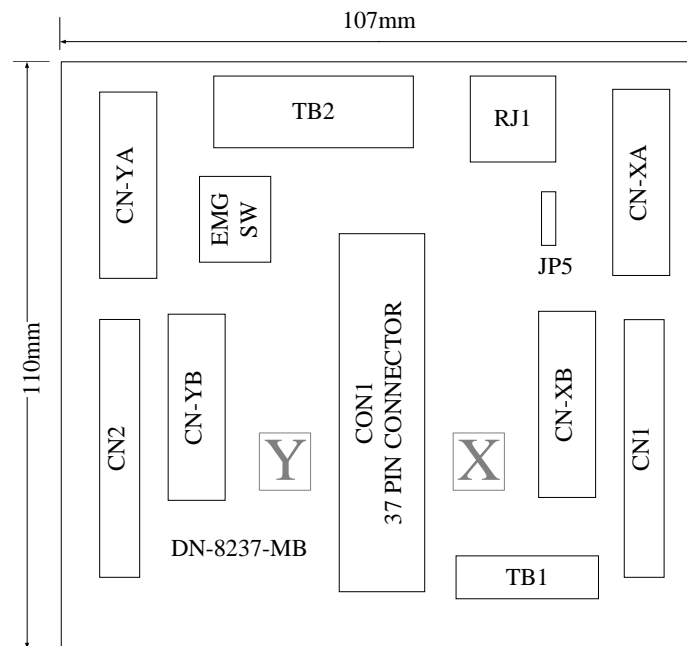 107mm
TB2
RJ1
CN-YA
CN-XA
EMG
SW
JP5
110mm
CN2
CN-YB
CON1
37 PIN CONNECTOR
CN-XB
CN1
Y
X
DN-8237-MB
TB1